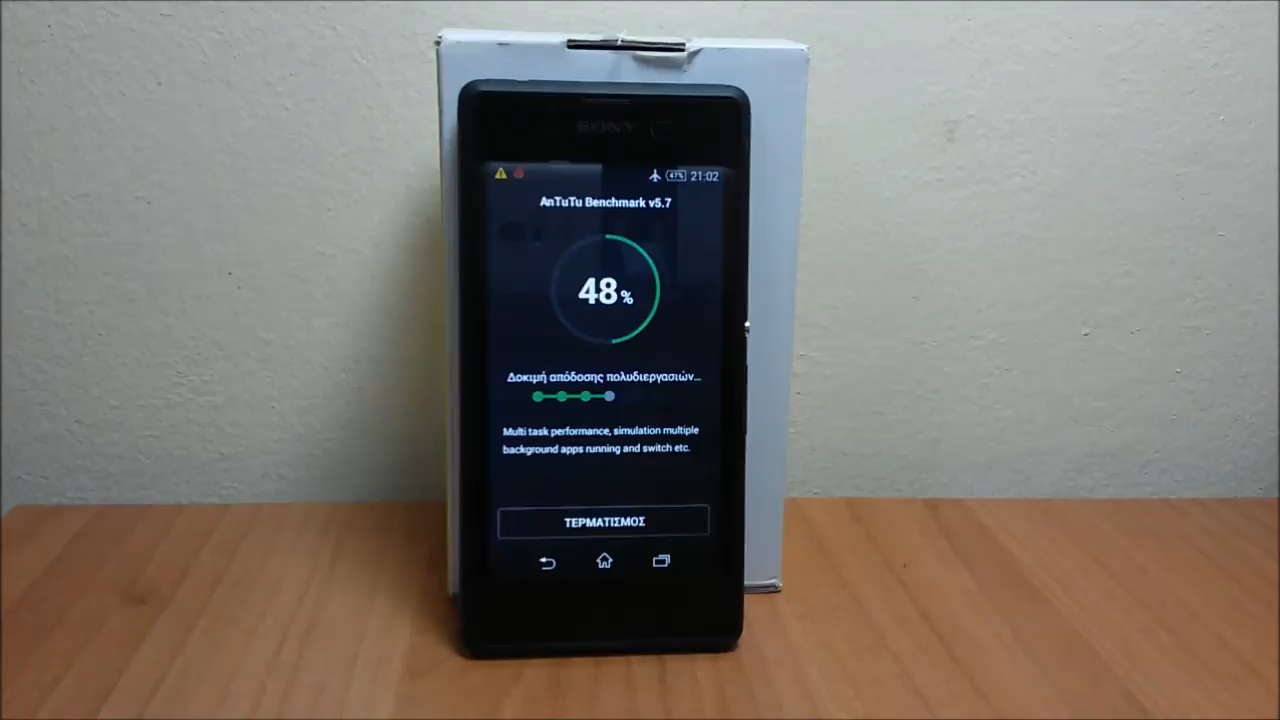 SONY
47% 21:02
AnTuTu Benchmark v5.7
48%
Δοκιμή απόδοσης πολυδιεργασιών...
Multi task performance, simulation multiple
background apps running and switch etc.
ΤΕΡΜΑΤΙΣΜΟΣ